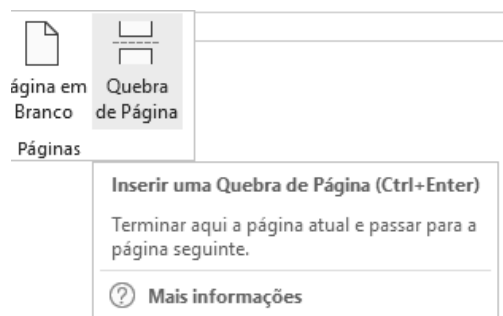 ágina em
Branco
Quebra
de Página
Páginas
Inserir uma Quebra de Página (Ctrl+Enter)
Terminar aqui a página atual e passar para a
página seguinte.
? Mais informações